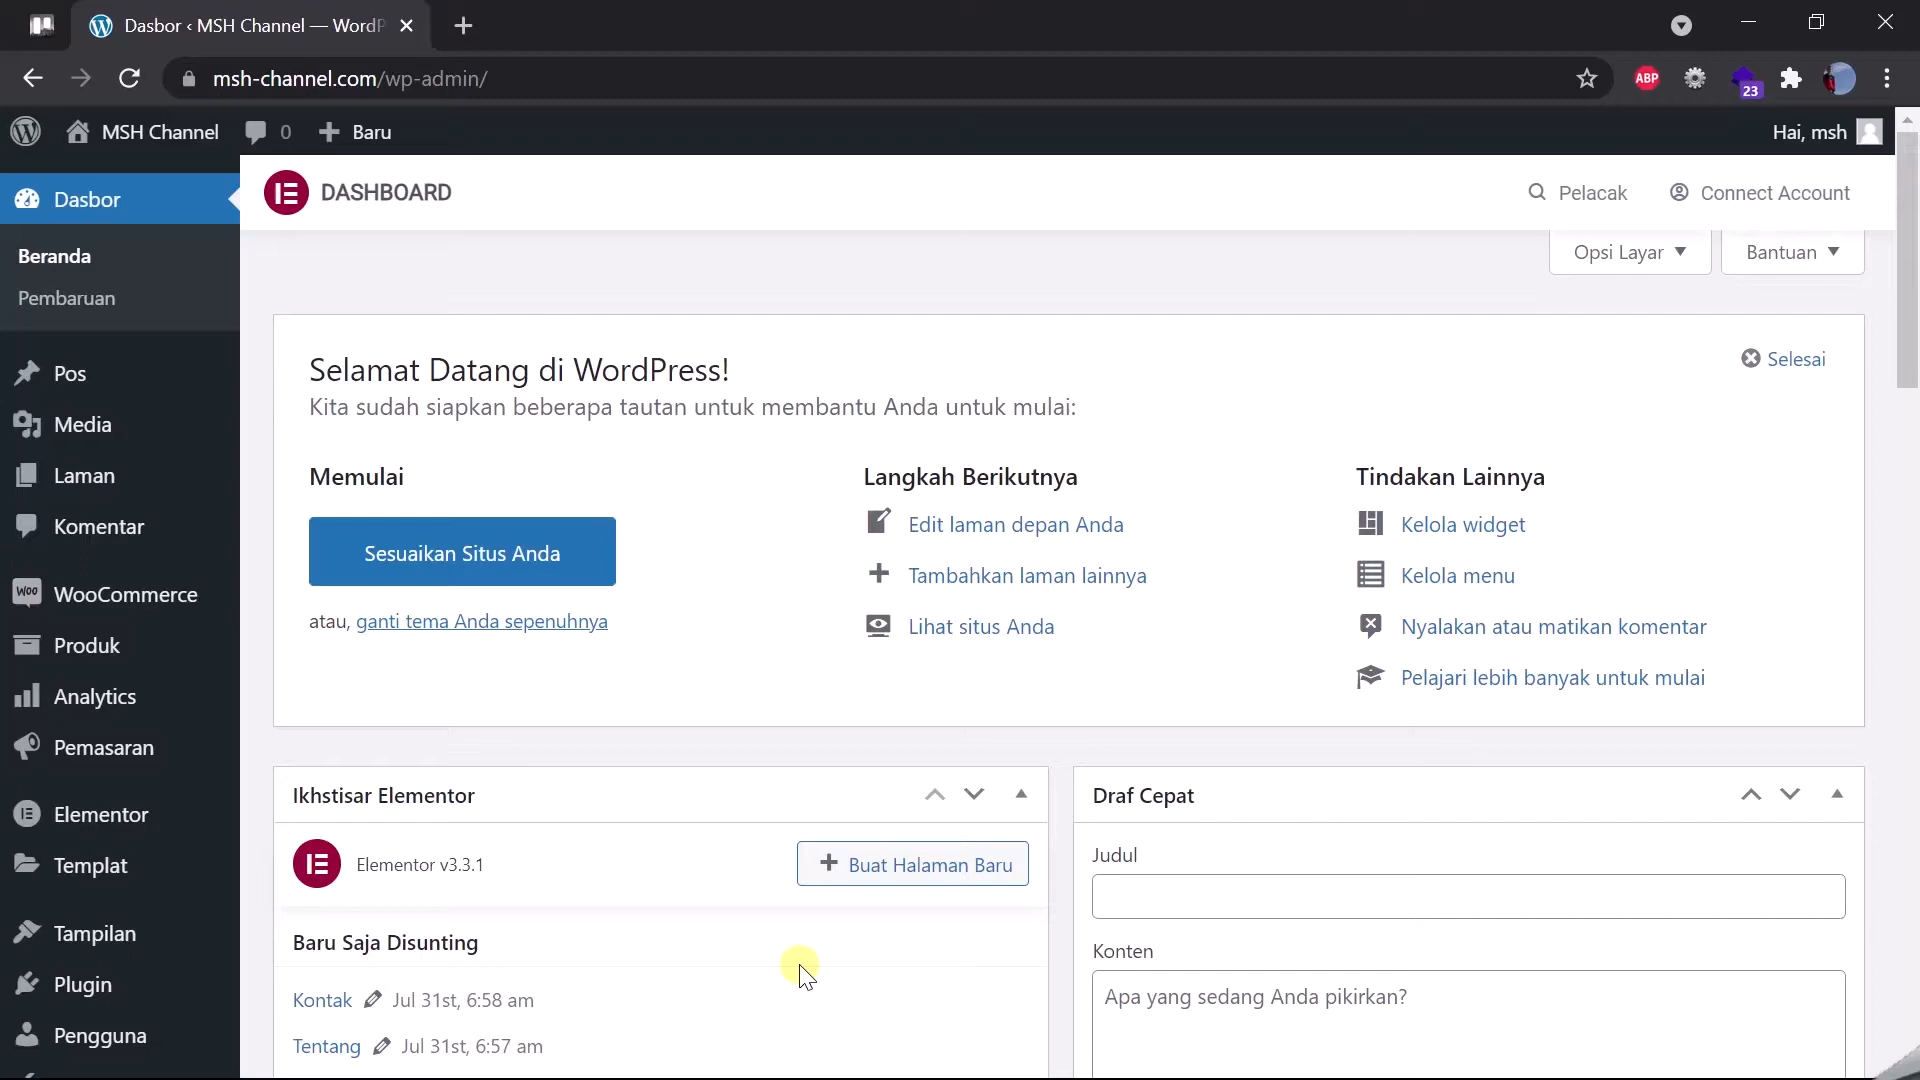 Dasbor ‹ MSH Channel — WordP
msh-channel.com/wp-admin/
ABP
23
MSH Channel
0
Baru
Hai, msh
Dasbor
Beranda
Pembaruan
Pos
Media
Laman
Komentar
Woo WooCommerce
Produk
Analytics
Pemasaran
Elementor
Templat
Tampilan
Plugin
Pengguna
DASHBOARD
Pelacak
Connect Account
Opsi Layar
Bantuan
Selamat Datang di WordPress!
Selesai
Kita sudah siapkan beberapa tautan untuk membantu Anda untuk mulai:
Memulai
Sesuaikan Situs Anda
atau, ganti tema Anda sepenuhnya
Langkah Berikutnya
Edit laman depan Anda
Tambahkan laman lainnya
Lihat situs Anda
Tindakan Lainnya
Kelola widget
Kelola menu
Nyalakan atau matikan komentar
Pelajari lebih banyak untuk mulai
Ikhstisar Elementor
Elementor v3.3.1
Buat Halaman Baru
Baru Saja Disunting
Kontak Jul 31st, 6:58 am
Tentang Jul 31st, 6:57 am
Draf Cepat
Judul
Konten
Apa yang sedang Anda pikirkan?